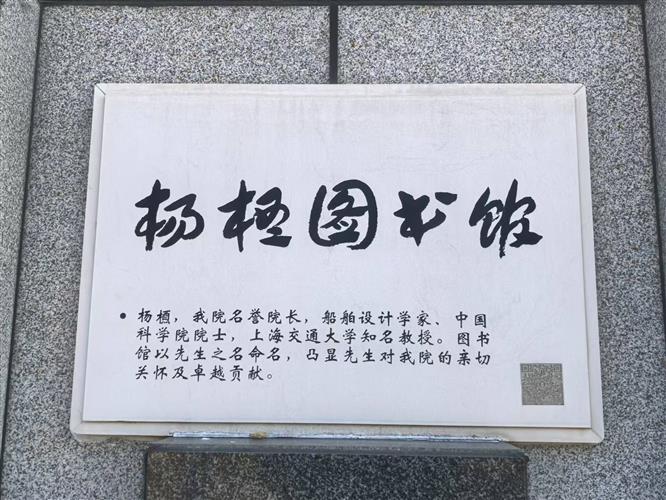 杨槱图书馆
• 杨槱，我院名誉院长，船舶设计学家、中国
科学院院士，上海交通大学知名教授。图书
馆以先生之名命名，凸显先生对我院的亲切
关怀及卓越贡献。